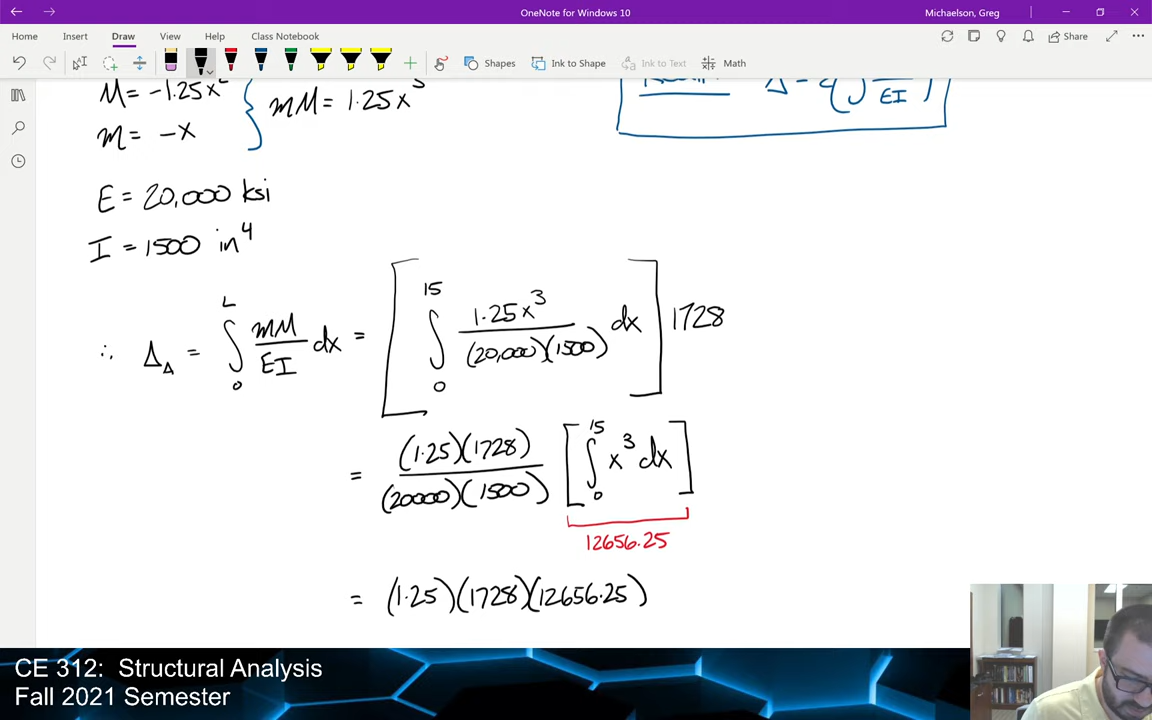 OneNote for Windows 10
Michaelson, Greg
Home Insert Draw View Help Class Notebook
Share
Shapes Ink to Shape Ink to Text Math
M = -1.25x²
m = -x
mM = 1.25x³
EI
E = 20,000 ksi
I = 1500 in⁴
∴ Δ_A = ∫₀ᴸ mM/EI dx = [ ∫₀¹⁵ 1.25x³/(20,000)(1500) dx ] 1728
= (1.25)(1728)/(20000)(1500) [ ∫₀¹⁵ x³ dx ]
12656.25
= (1.25)(1728)(12656.25)
CE 312: Structural Analysis
Fall 2021 Semester